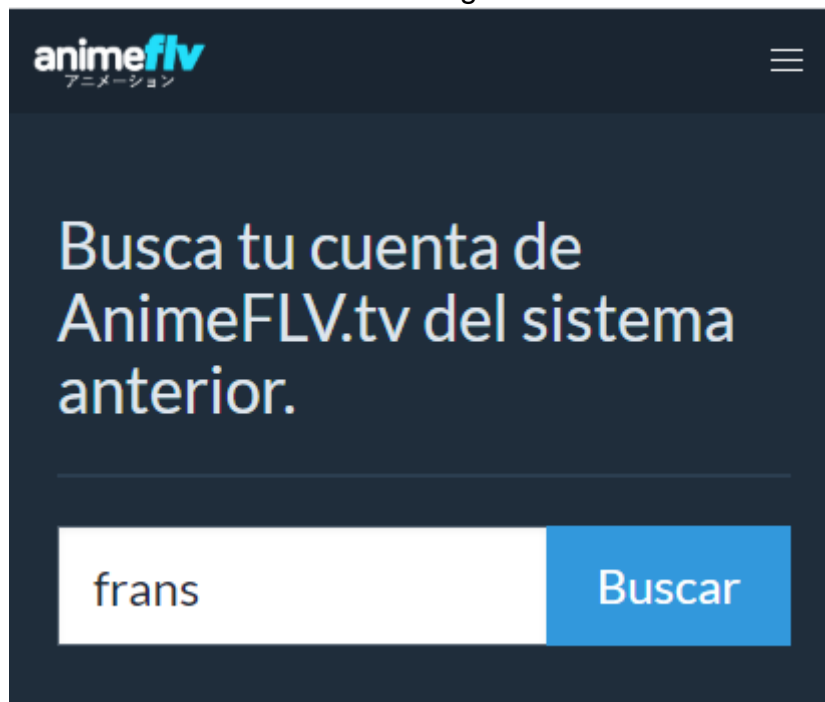 animeflv
アニメーション
Busca tu cuenta de
AnimeFLV.tv del sistema
anterior.
frans
Buscar